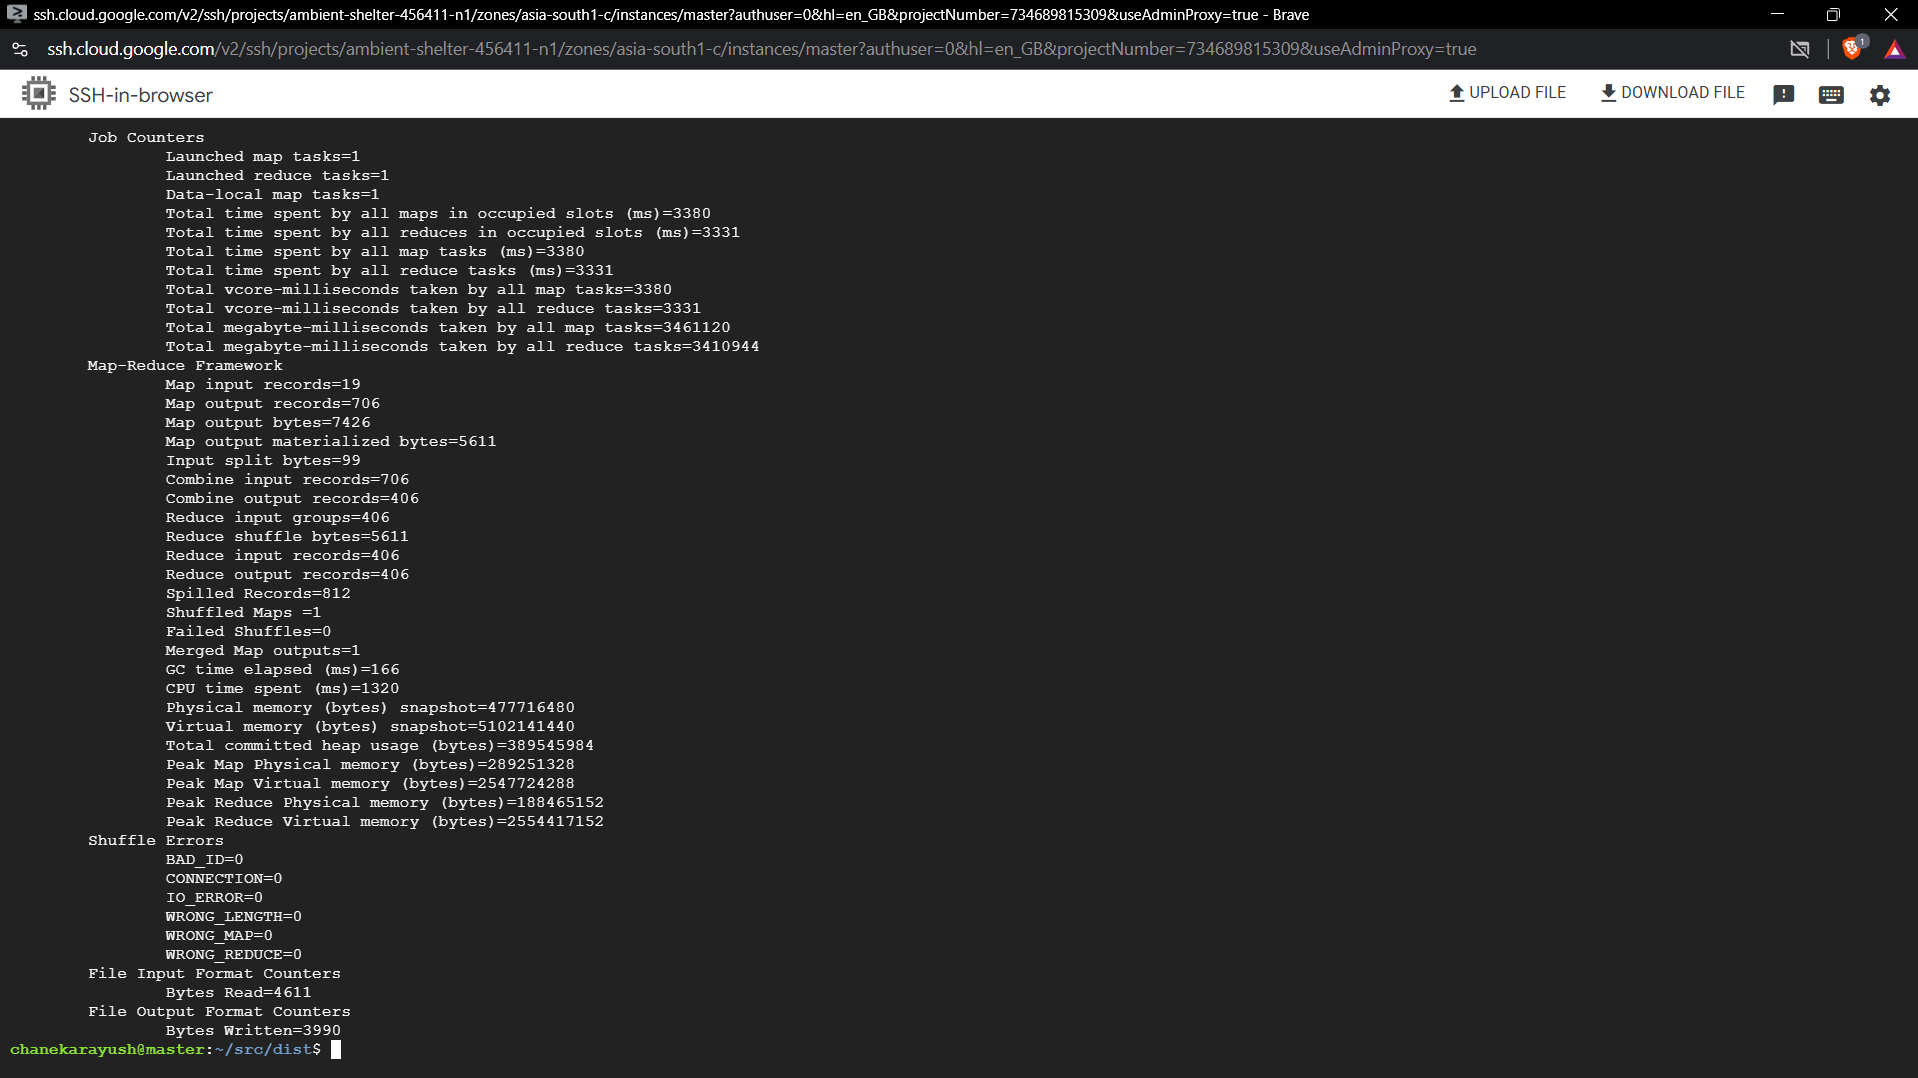 ssh.cloud.google.com/v2/ssh/projects/ambient-shelter-456411-n1/zones/asia-south1-c/instances/master?authuser=0&hl=en_GB&projectNumber=734689815309&useAdminProxy=true - Brave
ssh.cloud.google.com/v2/ssh/projects/ambient-shelter-456411-n1/zones/asia-south1-c/instances/master?authuser=0&hl=en_GB&projectNumber=734689815309&useAdminProxy=true
1
SSH-in-browser
UPLOAD FILE
DOWNLOAD FILE
Job Counters
Launched map tasks=1
Launched reduce tasks=1
Data-local map tasks=1
Total time spent by all maps in occupied slots (ms)=3380
Total time spent by all reduces in occupied slots (ms)=3331
Total time spent by all map tasks (ms)=3380
Total time spent by all reduce tasks (ms)=3331
Total vcore-milliseconds taken by all map tasks=3380
Total vcore-milliseconds taken by all reduce tasks=3331
Total megabyte-milliseconds taken by all map tasks=3461120
Total megabyte-milliseconds taken by all reduce tasks=3410944
Map-Reduce Framework
Map input records=19
Map output records=706
Map output bytes=7426
Map output materialized bytes=5611
Input split bytes=99
Combine input records=706
Combine output records=406
Reduce input groups=406
Reduce shuffle bytes=5611
Reduce input records=406
Reduce output records=406
Spilled Records=812
Shuffled Maps =1
Failed Shuffles=0
Merged Map outputs=1
GC time elapsed (ms)=166
CPU time spent (ms)=1320
Physical memory (bytes) snapshot=477716480
Virtual memory (bytes) snapshot=5102141440
Total committed heap usage (bytes)=389545984
Peak Map Physical memory (bytes)=289251328
Peak Map Virtual memory (bytes)=2547724288
Peak Reduce Physical memory (bytes)=188465152
Peak Reduce Virtual memory (bytes)=2554417152
Shuffle Errors
BAD_ID=0
CONNECTION=0
IO_ERROR=0
WRONG_LENGTH=0
WRONG_MAP=0
WRONG_REDUCE=0
File Input Format Counters
Bytes Read=4611
File Output Format Counters
Bytes Written=3990
chanekarayush@master:~/src/dist$